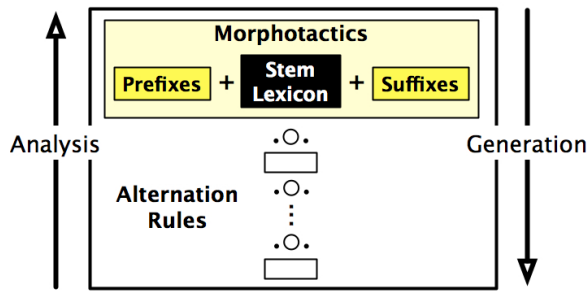 Morphotactics
Prefixes + Stem Lexicon + Suffixes
Analysis
Generation
Alternation
Rules